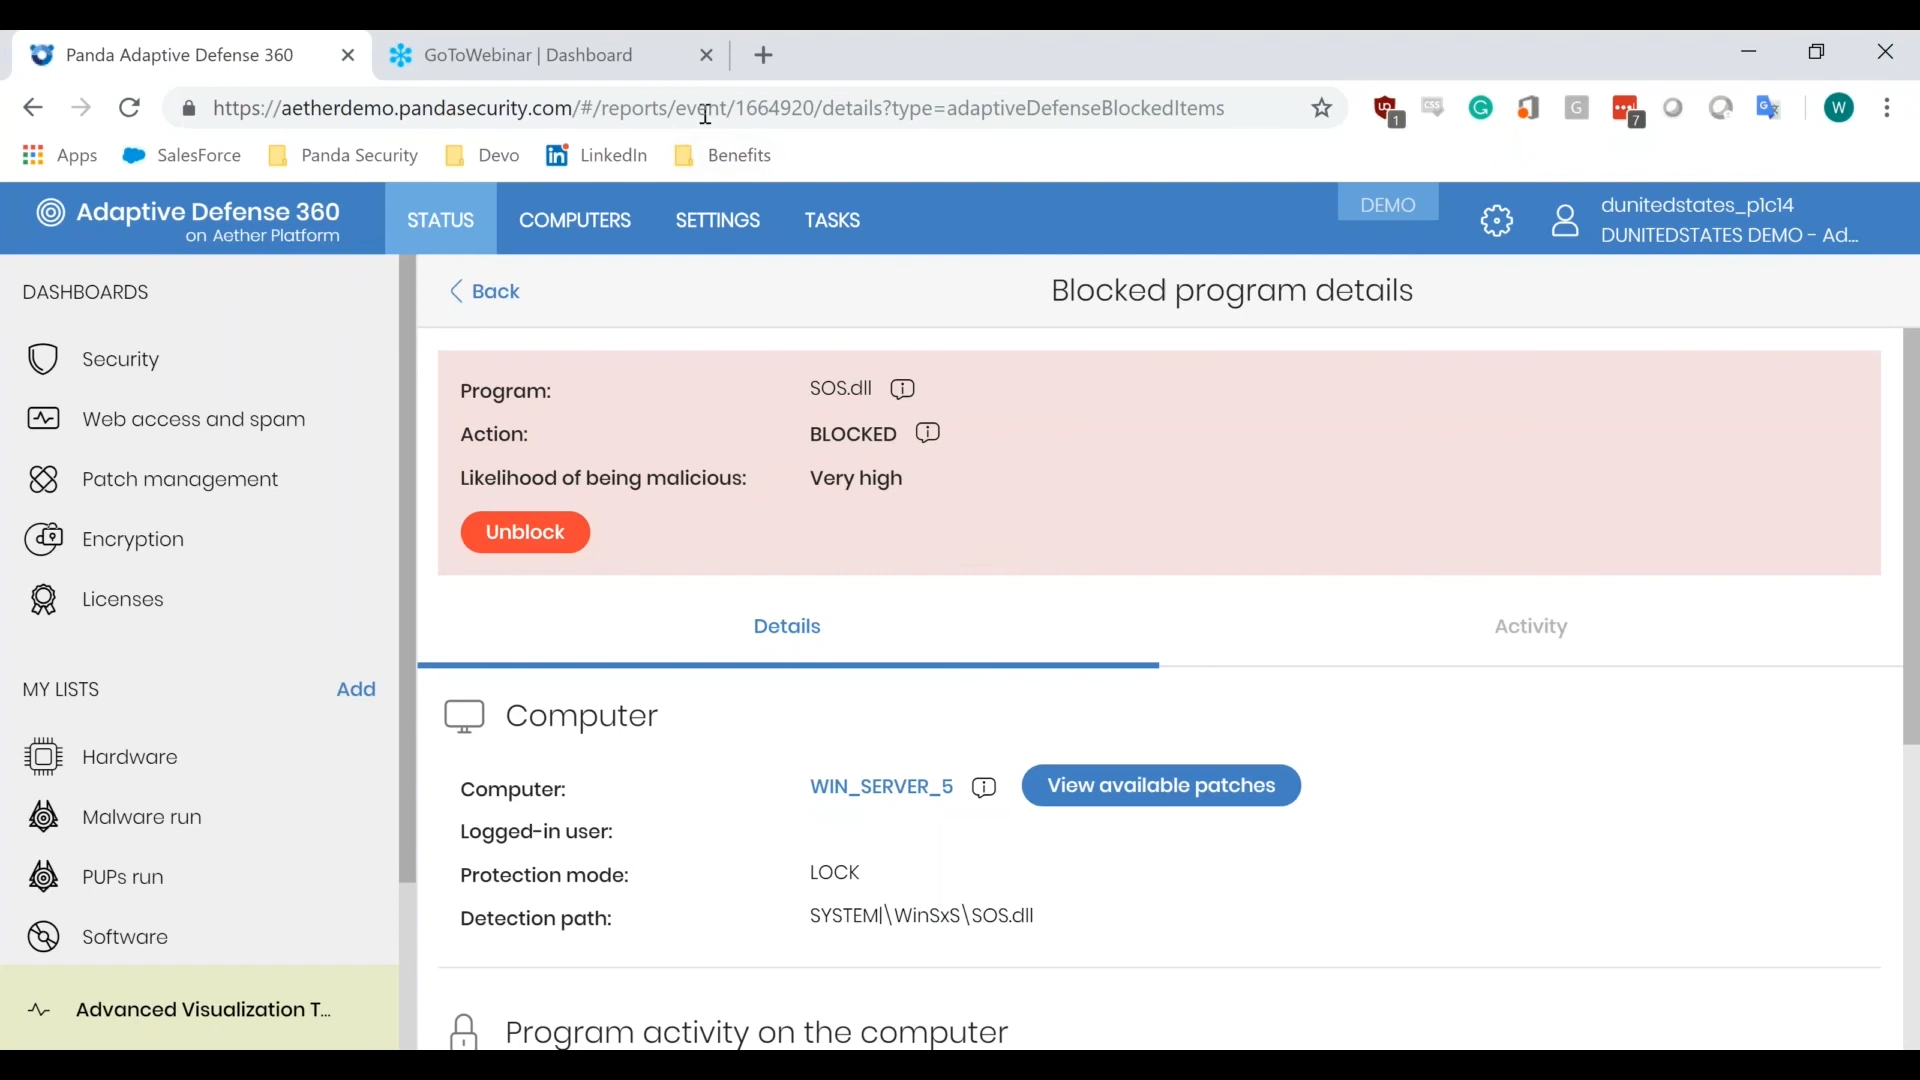 Panda Adaptive Defense 360
GoToWebinar | Dashboard
https://aetherdemo.pandasecurity.com/#/reports/event/1664920/details?type=adaptiveDefenseBlockedItems
1
CSS
G
G
7
W
Apps
SalesForce
Panda Security
Devo
in
LinkedIn
Benefits
Adaptive Defense 360
on Aether Platform
STATUS
COMPUTERS
SETTINGS
TASKS
DEMO
dunitedstates_p1c14
DUNITEDSTATES DEMO - Ad...
DASHBOARDS
Security
Web access and spam
Patch management
Encryption
Licenses
MY LISTS
Add
Hardware
Malware run
PUPs run
Software
Advanced Visualization T...
Back
Blocked program details
Program:
SOS.dll
Action:
BLOCKED
Likelihood of being malicious:
Very high
Unblock
Details
Activity
Computer
Computer:
WIN_SERVER_5
View available patches
Logged-in user:
Protection mode:
LOCK
Detection path:
SYSTEM|\WinSxS\SOS.dll
Program activity on the computer